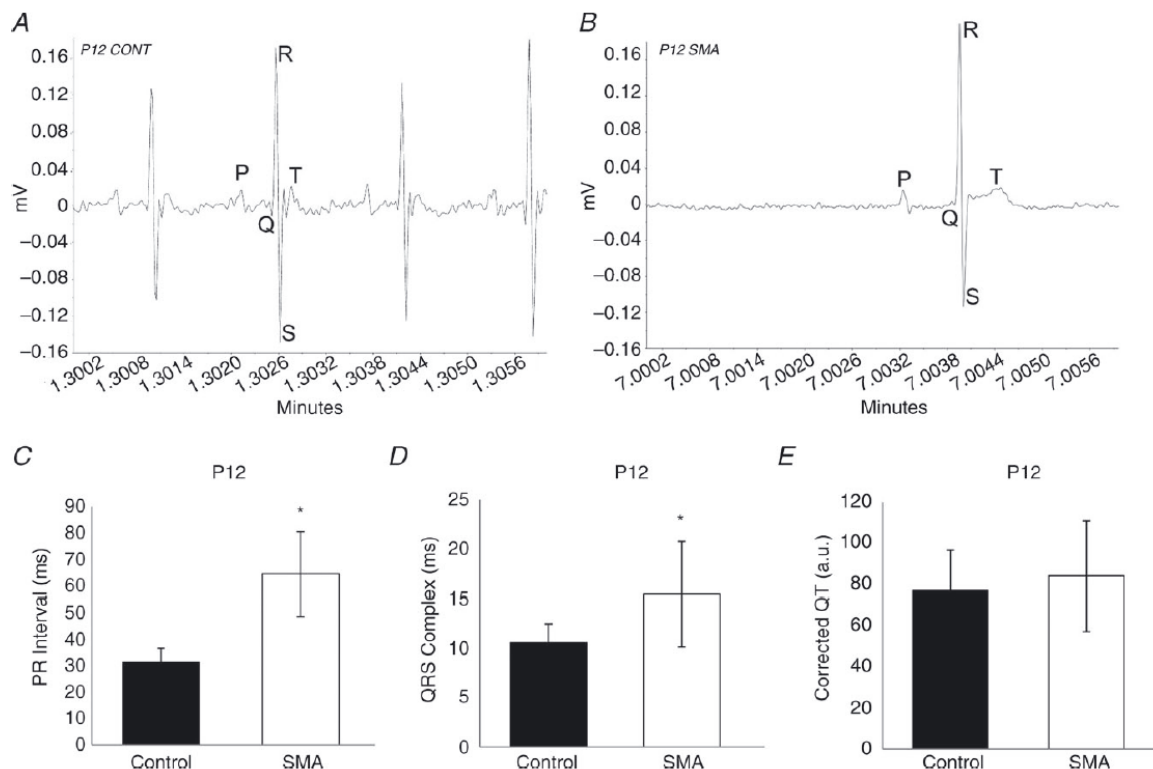 A
P12 CONT
R
P
T
Q
S
0.16
0.12
0.08
0.04
0
–0.04
–0.08
–0.12
–0.16
mV
1.3002
1.3008
1.3014
1.3020
1.3026
1.3032
1.3038
1.3044
1.3050
1.3056
Minutes
B
P12 SMA
R
P
T
Q
S
0.16
0.12
0.08
0.04
0
–0.04
–0.08
–0.12
–0.16
mV
7.0002
7.0008
7.0014
7.0020
7.0026
7.0032
7.0038
7.0044
7.0050
7.0056
Minutes
C
P12
90
80
70
60
50
40
30
20
10
0
PR Interval (ms)
*
Control
SMA
D
P12
25
20
15
10
5
0
QRS Complex (ms)
*
Control
SMA
E
P12
120
100
80
60
40
20
0
Corrected QT (a.u.)
Control
SMA